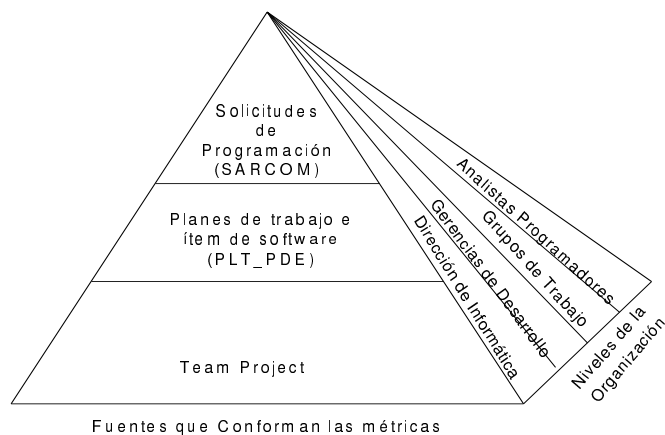 Solicitudes
de
Programación
(SARCOM)
Planes de trabajo e
ítem de software
(PLT_PDE)
Team Project
Fuentes que Conforman las métricas
Dirección de Informática
Gerencias de Desarrollo
Grupos de Trabajo
Analistas Programadores
Niveles de la
Organización